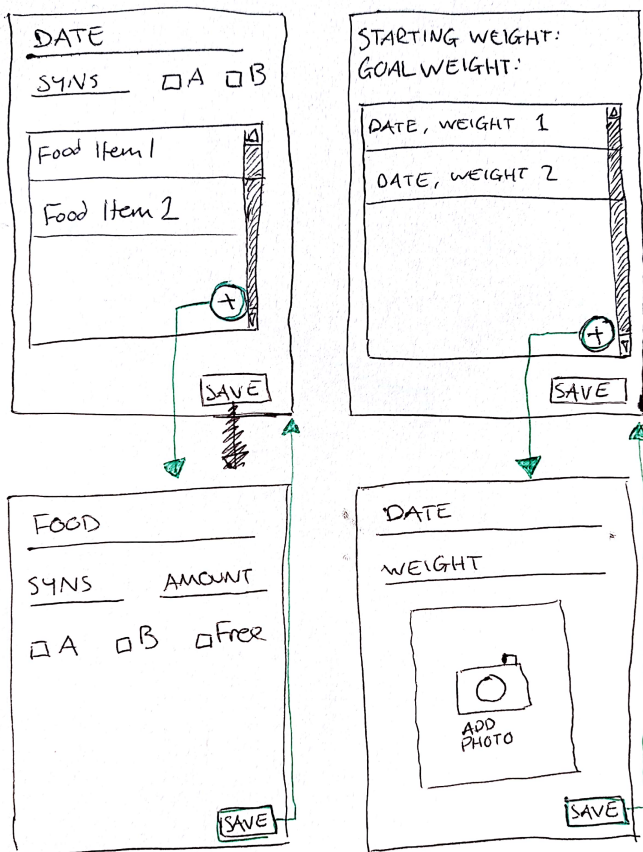 DATE
SYNS A B
Food Item 1
Food Item 2
+
SAVE
STARTING WEIGHT:
GOAL WEIGHT:
DATE, WEIGHT 1
DATE, WEIGHT 2
+
SAVE
FOOD
SYNS AMOUNT
A B Free
SAVE
DATE
WEIGHT
ADD
PHOTO
SAVE